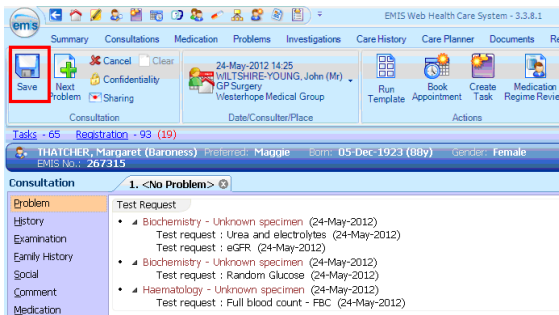 emis
EMIS Web Health Care System - 3.3.8.1
Summary Consultations Medication Problems Investigations Care History Care Planner Documents Re
Save
Next Problem
Cancel Clear
Confidentiality
Sharing
24-May-2012 14:25
WILTSHIRE-YOUNG, John (Mr)
GP Surgery
Westerhope Medical Group
Run Template
Book Appointment
Create Task
Medication Regime Revie
Consultation Date/Consulter/Place Actions
Tasks - 65 Registration - 93 (19)
THATCHER, Margaret (Baroness) Preferred: Maggie Born: 05-Dec-1923 (88y) Gender: Female
EMIS No.: 267315
Consultation
1. <No Problem>
Problem
History
Examination
Family History
Social
Comment
Medication
Test Request
Biochemistry - Unknown specimen (24-May-2012)
Test request : Urea and electrolytes (24-May-2012)
Test request : eGFR (24-May-2012)
Biochemistry - Unknown specimen (24-May-2012)
Test request : Random Glucose (24-May-2012)
Haematology - Unknown specimen (24-May-2012)
Test request : Full blood count - FBC (24-May-2012)